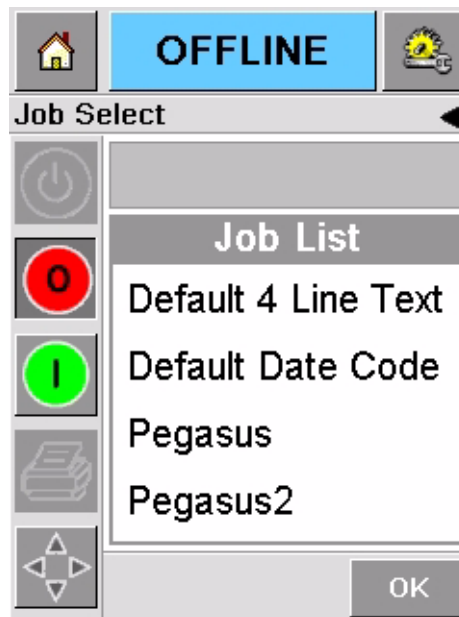 OFFLINE
Job Select
Job List
O
Default 4 Line Text
I
Default Date Code
Pegasus
Pegasus2
OK